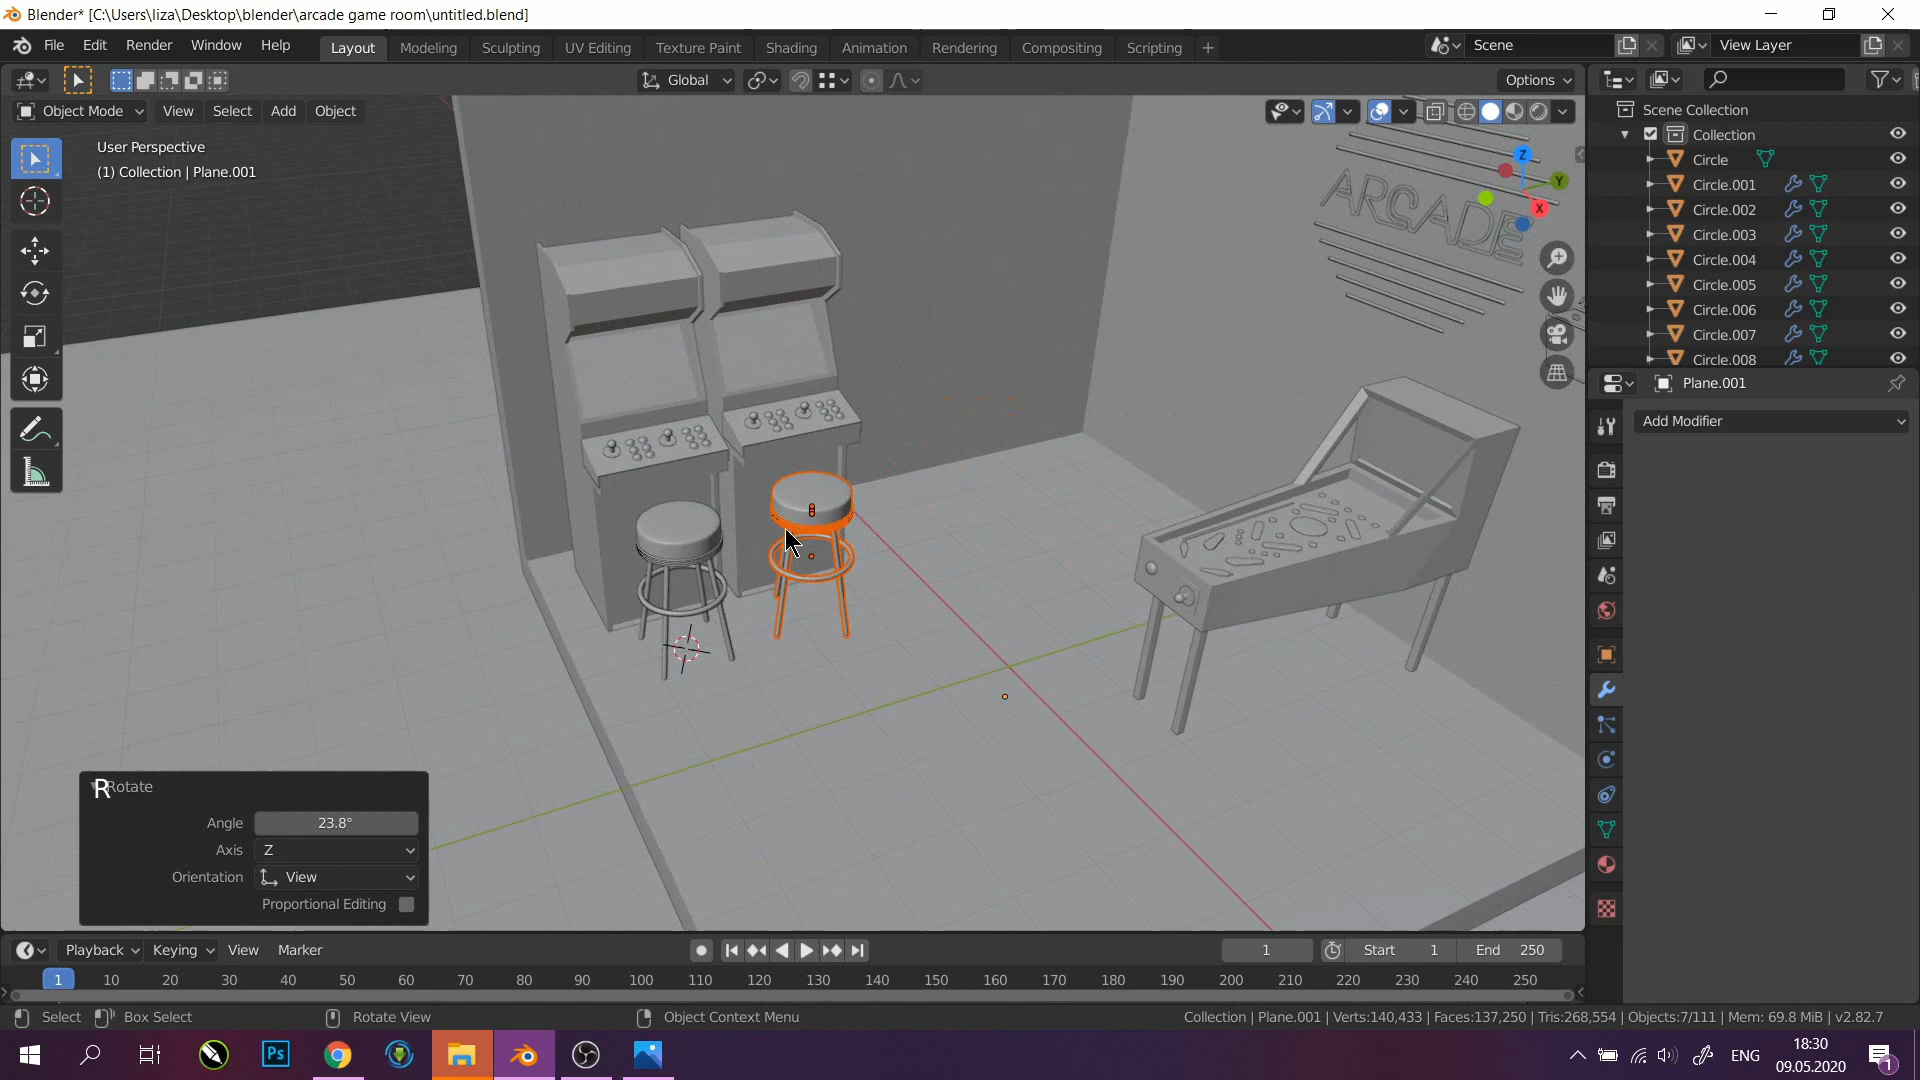 Blender* [C:\Users\liza\Desktop\blender\arcade game room\untitled.blend]
File Edit Render Window Help
Layout Modeling Sculpting UV Editing Texture Paint Shading Animation Rendering Compositing Scripting +
Scene
View Layer
Global
Options
Object Mode View Select Add Object
User Perspective
(1) Collection | Plane.001
ARCADE
Z
Y
X
Scene Collection
Collection
Circle
Circle.001
Circle.002
Circle.003
Circle.004
Circle.005
Circle.006
Circle.007
Circle.008
Plane.001
Add Modifier
R
Rotate
Angle 23.8°
Axis Z
Orientation View
Proportional Editing
Playback Keying View Marker
1
Start 1
End 250
1 10 20 30 40 50 60 70 80 90 100 110 120 130 140 150 160 170 180 190 200 210 220 230 240 250
Select Box Select Rotate View Object Context Menu
Collection | Plane.001 | Verts:140,433 | Faces:137,250 | Tris:268,554 | Objects:7/111 | Mem: 69.8 MiB | v2.82.7
Ps
ENG
18:30
09.05.2020
1